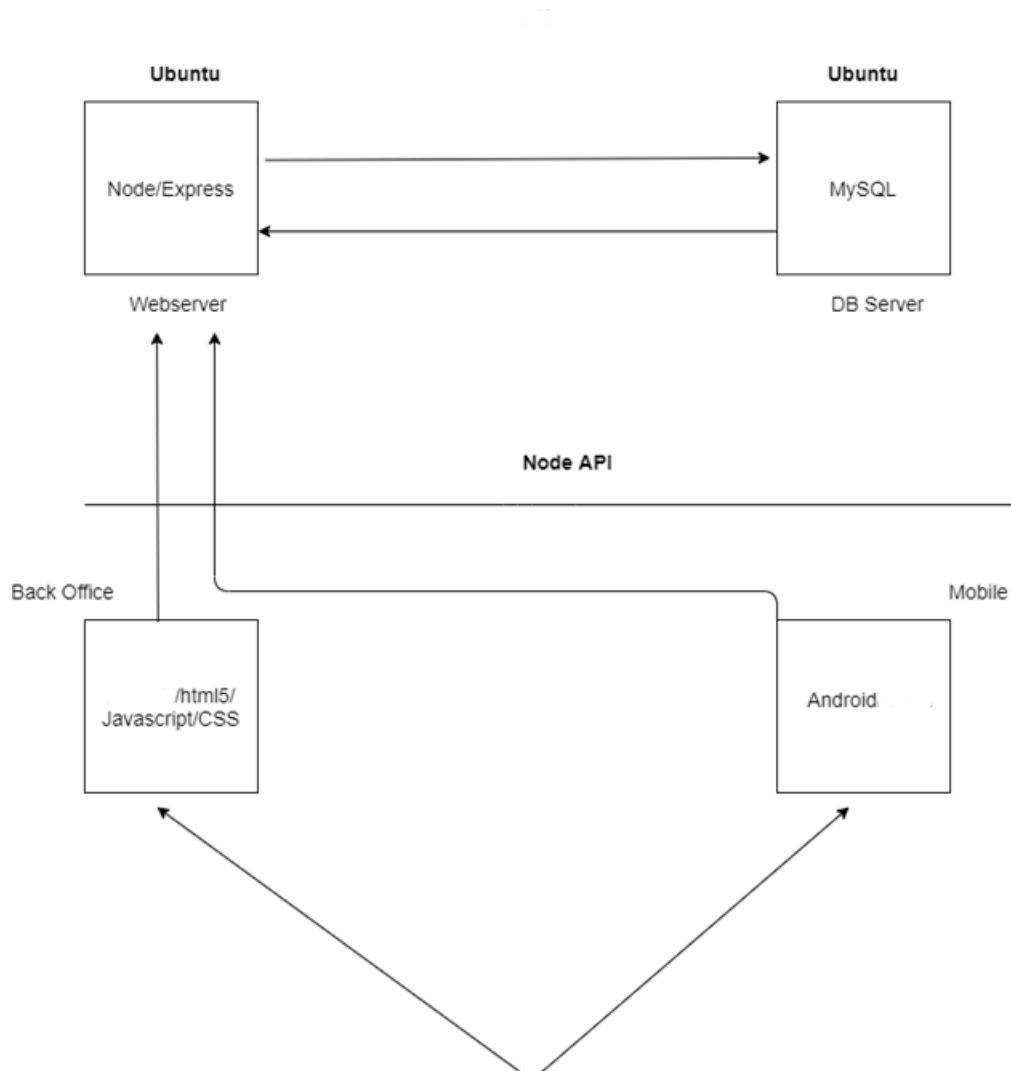 Ubuntu
Ubuntu
Node/Express
MySQL
Webserver
DB Server
Node API
Back Office
Mobile
/html5/
Javascript/CSS
Android